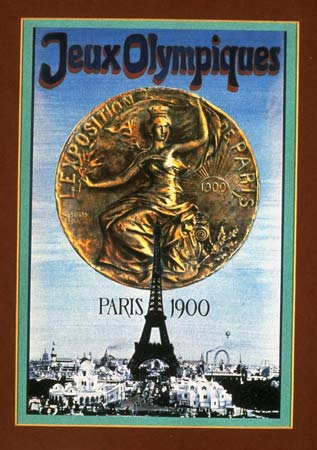 Jeux Olympiques
L'EXPOSITION DE PARIS
1900
PARIS 1900